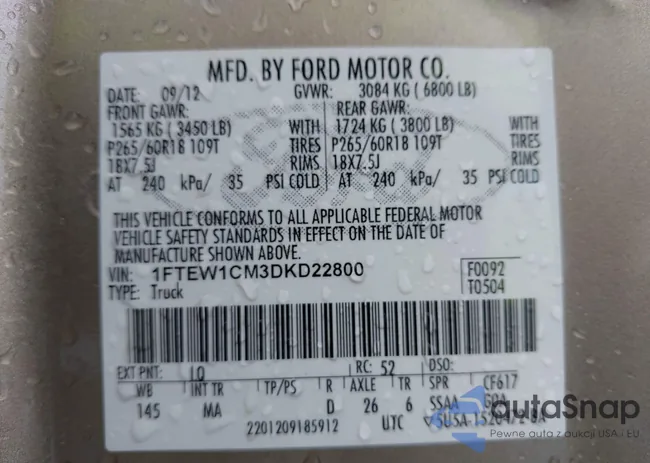 MFD. BY FORD MOTOR CO.
DATE: 09/12 GVWR: 3084 KG ( 6800 LB)
FRONT GAWR: REAR GAWR:
1565 KG ( 3450 LB) WITH 1724 KG ( 3800 LB) WITH
P265/60R18 109T TIRES P265/60R18 109T TIRES
18X7.5J RIMS 18X7.5J RIMS
AT 240 kPa/ 35 PSI COLD AT 240 kPa/ 35 PSI COLD
THIS VEHICLE CONFORMS TO ALL APPLICABLE FEDERAL MOTOR
VEHICLE SAFETY STANDARDS IN EFFECT ON THE DATE OF
MANUFACTURE SHOWN ABOVE.
VIN: 1FTEW1CM3DKD22800 F0092
TYPE: Truck T0504
EXT PNT: LQ RC: 52 DSO:
WB INT TR TP/PS R AXLE TR SPR CF617
145 MA D 26 6 SSAA
2201209185912 UTC
autoSnap
Pewne auta z aukcji USA i EU